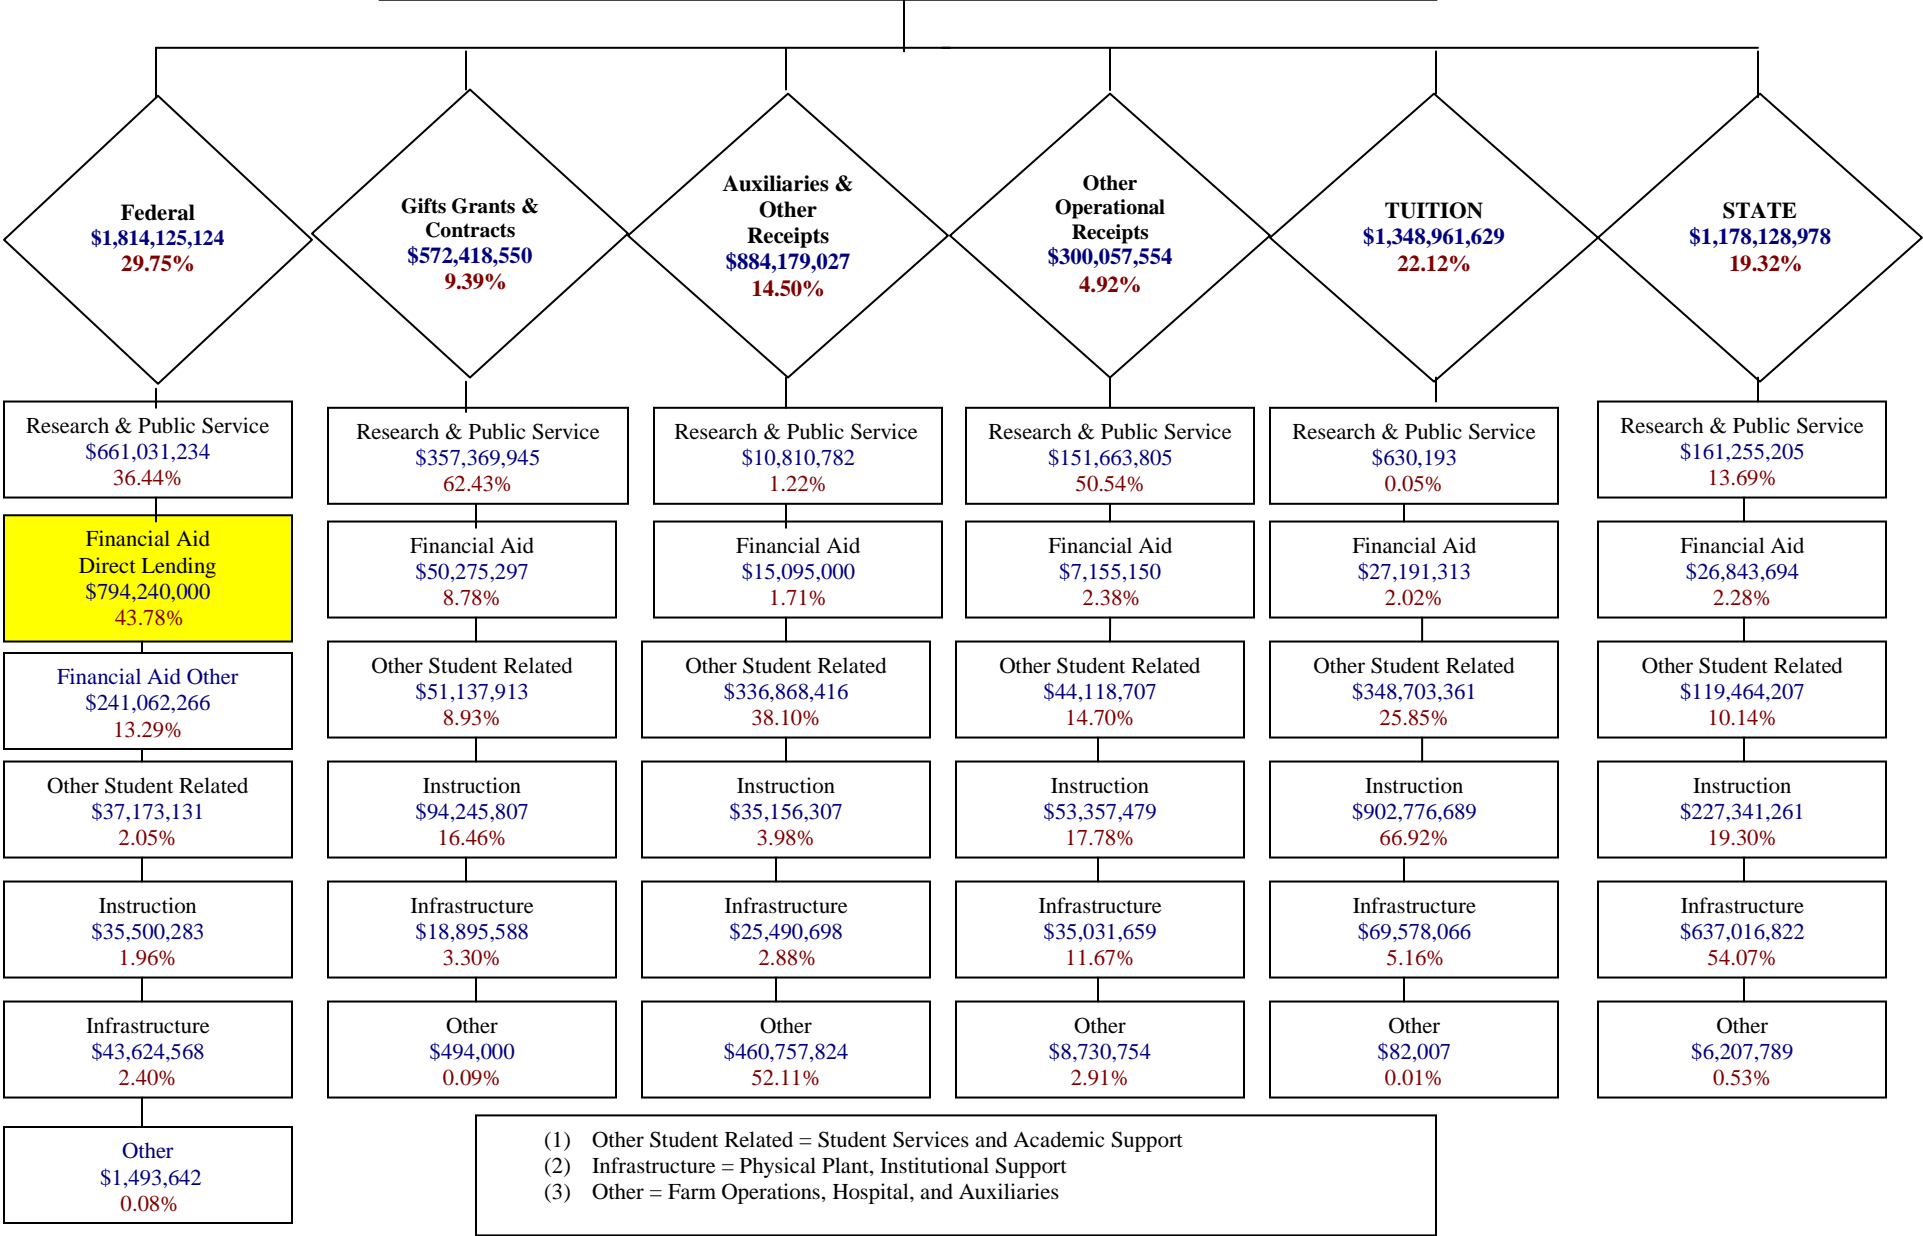 Federal
$1,814,125,124
29.75%
Gifts Grants &
Contracts
$572,418,550
9.39%
Auxiliaries &
Other
Receipts
$884,179,027
14.50%
Other
Operational
Receipts
$300,057,554
4.92%
TUITION
$1,348,961,629
22.12%
STATE
$1,178,128,978
19.32%
Research & Public Service
$661,031,234
36.44%
Financial Aid
Direct Lending
$794,240,000
43.78%
Financial Aid Other
$241,062,266
13.29%
Other Student Related
$37,173,131
2.05%
Instruction
$35,500,283
1.96%
Infrastructure
$43,624,568
2.40%
Other
$1,493,642
0.08%
Research & Public Service
$357,369,945
62.43%
Financial Aid
$50,275,297
8.78%
Other Student Related
$51,137,913
8.93%
Instruction
$94,245,807
16.46%
Infrastructure
$18,895,588
3.30%
Other
$494,000
0.09%
Research & Public Service
$10,810,782
1.22%
Financial Aid
$15,095,000
1.71%
Other Student Related
$336,868,416
38.10%
Instruction
$35,156,307
3.98%
Infrastructure
$25,490,698
2.88%
Other
$460,757,824
52.11%
Research & Public Service
$151,663,805
50.54%
Financial Aid
$7,155,150
2.38%
Other Student Related
$44,118,707
14.70%
Instruction
$53,357,479
17.78%
Infrastructure
$35,031,659
11.67%
Other
$8,730,754
2.91%
Research & Public Service
$630,193
0.05%
Financial Aid
$27,191,313
2.02%
Other Student Related
$348,703,361
25.85%
Instruction
$902,776,689
66.92%
Infrastructure
$69,578,066
5.16%
Other
$82,007
0.01%
Research & Public Service
$161,255,205
13.69%
Financial Aid
$26,843,694
2.28%
Other Student Related
$119,464,207
10.14%
Instruction
$227,341,261
19.30%
Infrastructure
$637,016,822
54.07%
Other
$6,207,789
0.53%
(1) Other Student Related = Student Services and Academic Support
(2) Infrastructure = Physical Plant, Institutional Support
(3) Other = Farm Operations, Hospital, and Auxiliaries